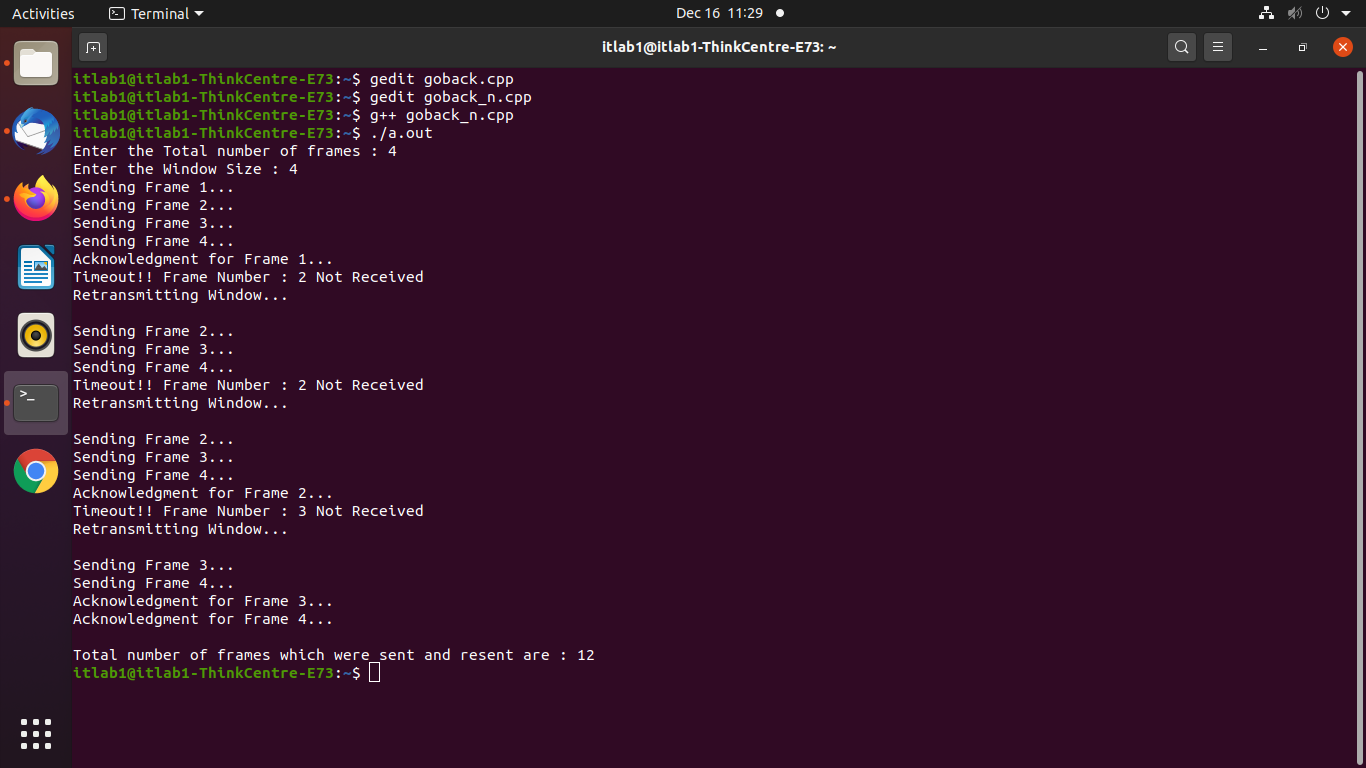 Activities
Terminal
Dec 16 11:29
itlab1@itlab1-ThinkCentre-E73: ~
itlab1@itlab1-ThinkCentre-E73:~$ gedit goback.cpp
itlab1@itlab1-ThinkCentre-E73:~$ gedit goback_n.cpp
itlab1@itlab1-ThinkCentre-E73:~$ g++ goback_n.cpp
itlab1@itlab1-ThinkCentre-E73:~$ ./a.out
Enter the Total number of frames : 4
Enter the Window Size : 4
Sending Frame 1...
Sending Frame 2...
Sending Frame 3...
Sending Frame 4...
Acknowledgment for Frame 1...
Timeout!! Frame Number : 2 Not Received
Retransmitting Window...
Sending Frame 2...
Sending Frame 3...
Sending Frame 4...
Timeout!! Frame Number : 2 Not Received
Retransmitting Window...
Sending Frame 2...
Sending Frame 3...
Sending Frame 4...
Acknowledgment for Frame 2...
Timeout!! Frame Number : 3 Not Received
Retransmitting Window...
Sending Frame 3...
Sending Frame 4...
Acknowledgment for Frame 3...
Acknowledgment for Frame 4...
Total number of frames which were sent and resent are : 12
itlab1@itlab1-ThinkCentre-E73:~$